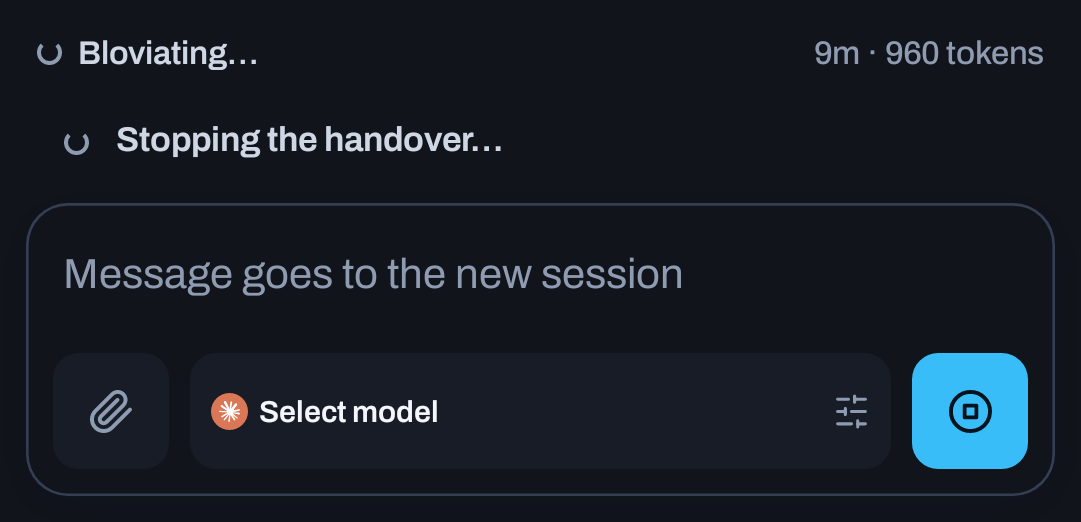 Bloviating... 9m · 960 tokens
Stopping the handover...
Message goes to the new session
Select model